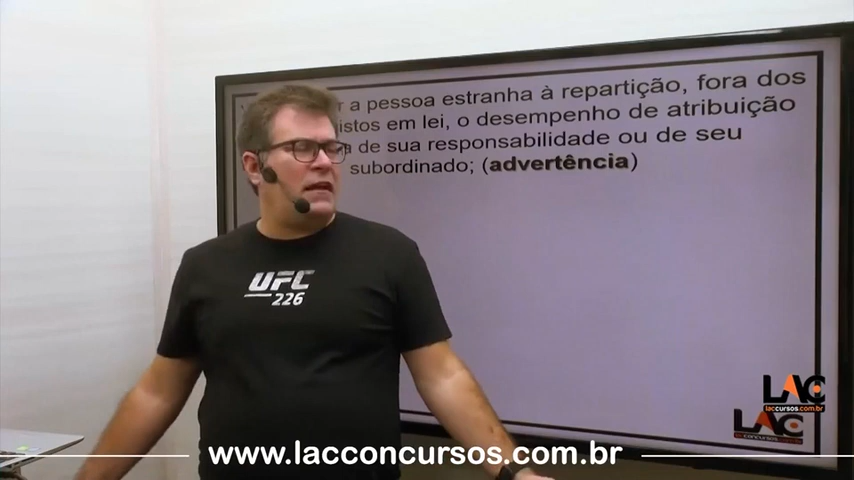 r a pessoa estranha à repartição, fora dos
istos em lei, o desempenho de atribuição
a de sua responsabilidade ou de seu
subordinado; (advertência)
UFC
226
LAC
laccursos.com.br
LAC
www.lacconcursos.com.br